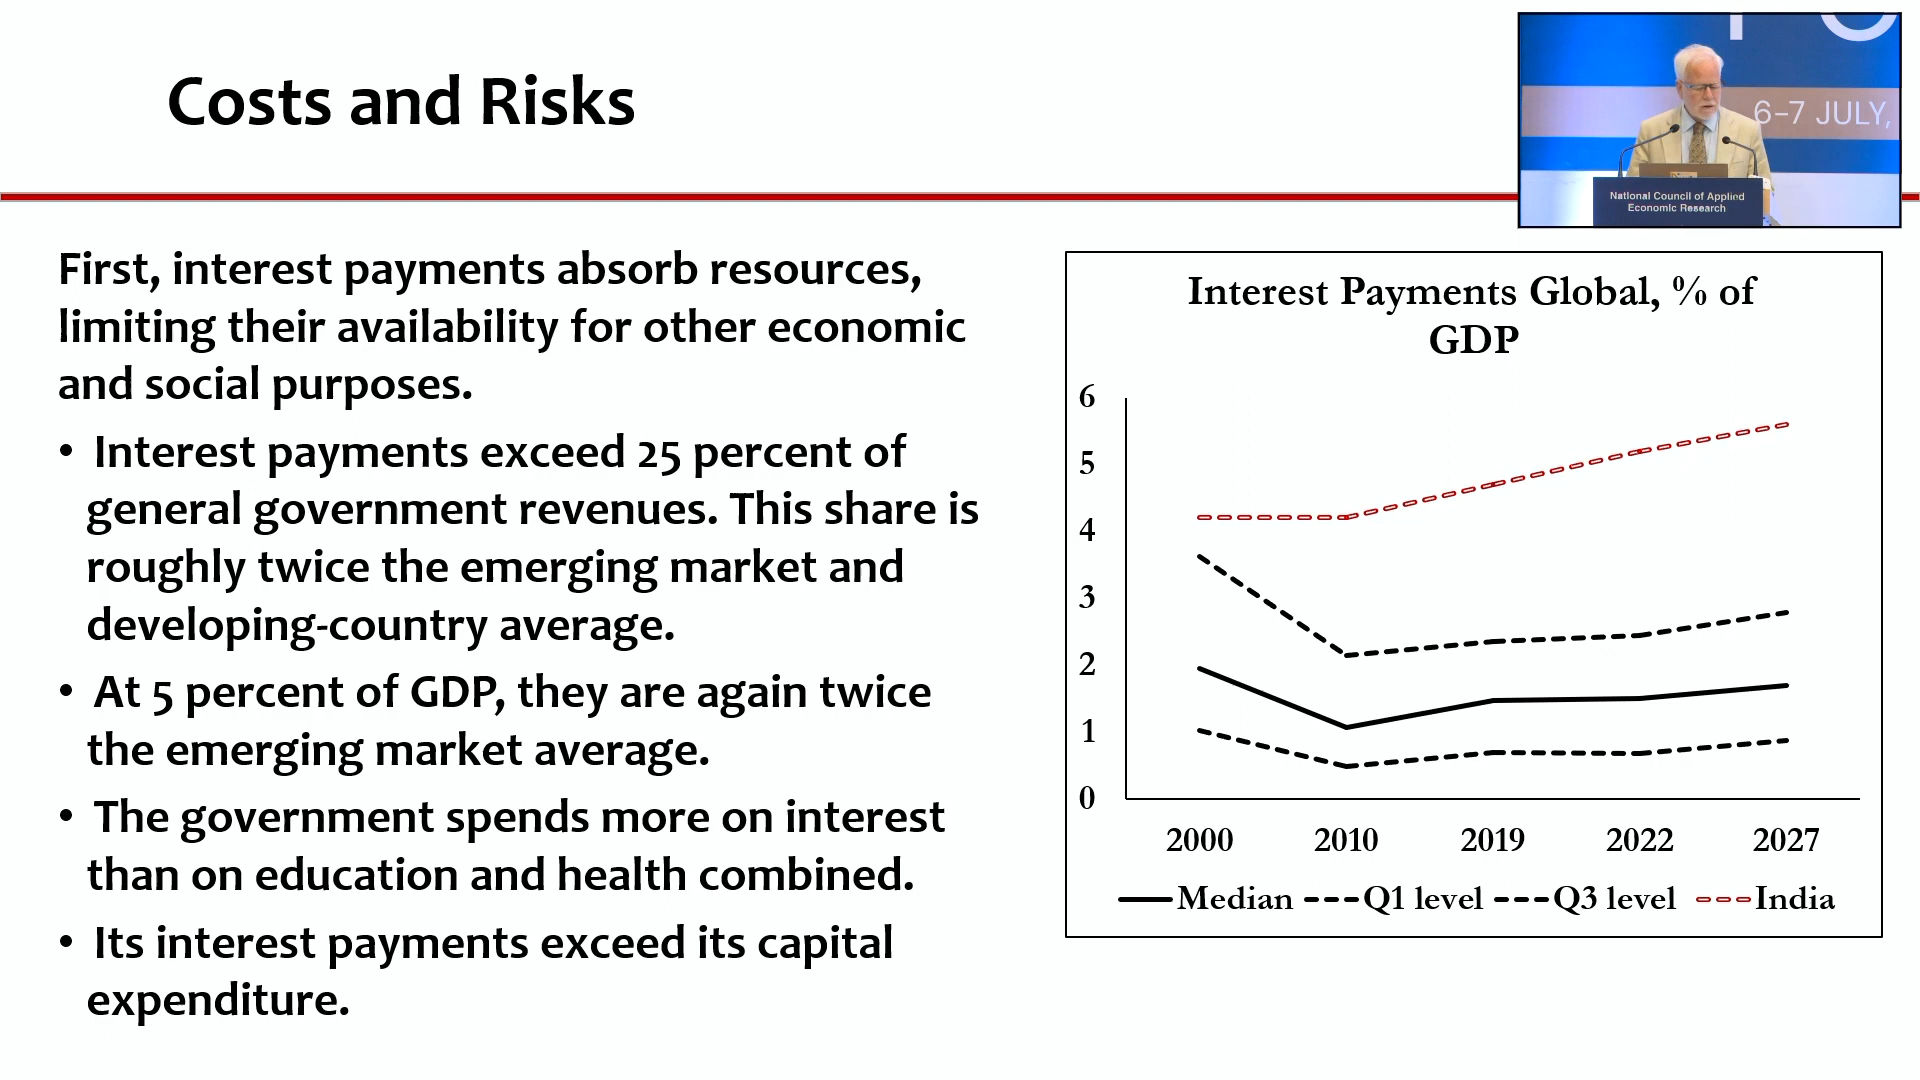 Costs and Risks
6-7 JULY,
National Council of Applied
Economic Research
First, interest payments absorb resources,
limiting their availability for other economic
and social purposes.
• Interest payments exceed 25 percent of
general government revenues. This share is
roughly twice the emerging market and
developing-country average.
• At 5 percent of GDP, they are again twice
the emerging market average.
• The government spends more on interest
than on education and health combined.
• Its interest payments exceed its capital
expenditure.
Interest Payments Global, % of
GDP
6
5
4
3
2
1
0
2000 2010 2019 2022 2027
Median Q1 level Q3 level India